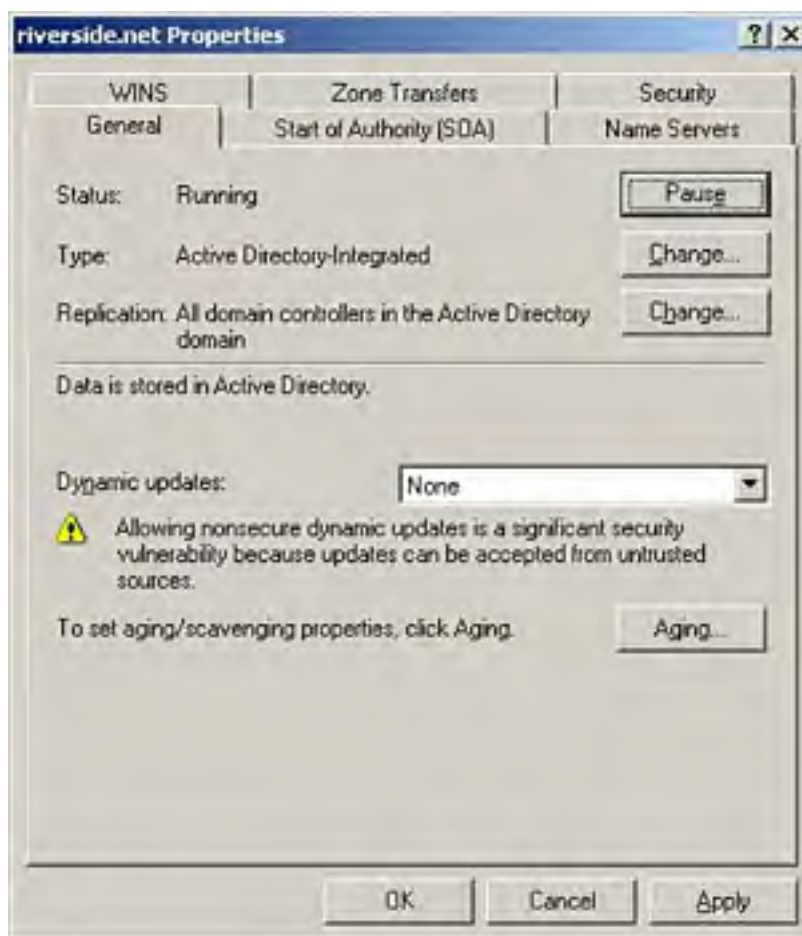 riverside.net Properties
WINS Zone Transfers Security
General Start of Authority (SOA) Name Servers
Status: Running Pause
Type: Active Directory-Integrated Change...
Replication: All domain controllers in the Active Directory Change...
domain
Data is stored in Active Directory.
Dynamic updates: None
Allowing nonsecure dynamic updates is a significant security
vulnerability because updates can be accepted from untrusted
sources.
To set aging/scavenging properties, click Aging. Aging...
OK Cancel Apply